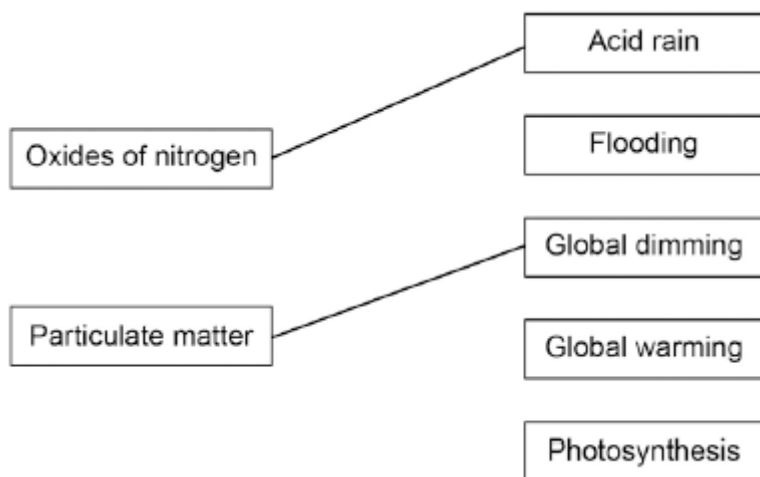 Acid rain
Oxides of nitrogen
Flooding
Global dimming
Particulate matter
Global warming
Photosynthesis